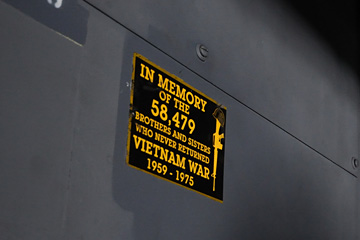 IN MEMORY
OF THE
58,479
BROTHERS AND SISTERS
WHO NEVER RETURNED
VIETNAM WAR
1959 - 1975